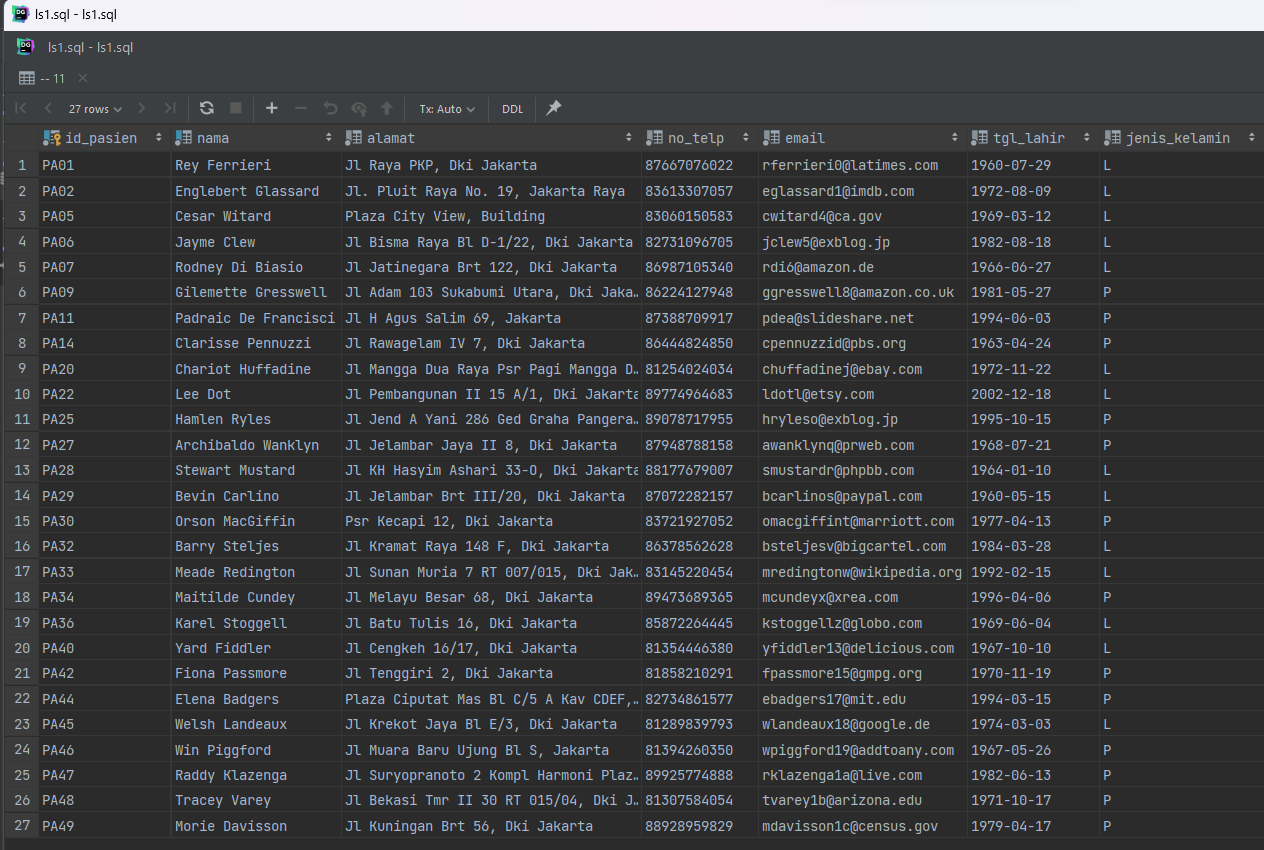 DG ls1.sql - ls1.sql
DG ls1.sql - ls1.sql
-- 11
27 rows Tx: Auto DDL
id_pasien nama alamat no_telp email tgl_lahir jenis_kelamin
1 PA01 Rey Ferrieri Jl Raya PKP, Dki Jakarta 87667076022 rferrieri0@latimes.com 1960-07-29 L
2 PA02 Englebert Glassard Jl. Pluit Raya No. 19, Jakarta Raya 83613307057 eglassard1@imdb.com 1972-08-09 L
3 PA05 Cesar Witard Plaza City View, Building 83060150583 cwitard4@ca.gov 1969-03-12 L
4 PA06 Jayme Clew Jl Bisma Raya Bl D-1/22, Dki Jakarta 82731096705 jclew5@exblog.jp 1982-08-18 L
5 PA07 Rodney Di Biasio Jl Jatinegara Brt 122, Dki Jakarta 86987105340 rdi6@amazon.de 1966-06-27 L
6 PA09 Gilemette Gresswell Jl Adam 103 Sukabumi Utara, Dki Jaka… 86224127948 ggresswell8@amazon.co.uk 1981-05-27 P
7 PA11 Padraic De Francisci Jl H Agus Salim 69, Jakarta 87388709917 pdea@slideshare.net 1994-06-03 P
8 PA14 Clarisse Pennuzzi Jl Rawagelam IV 7, Dki Jakarta 86444824850 cpennuzzid@pbs.org 1963-04-24 P
9 PA20 Chariot Huffadine Jl Mangga Dua Raya Psr Pagi Mangga D… 81254024034 chuffadinej@ebay.com 1972-11-22 L
10 PA22 Lee Dot Jl Pembangunan II 15 A/1, Dki Jakarta 89774964683 ldotl@etsy.com 2002-12-18 L
11 PA25 Hamlen Ryles Jl Jend A Yani 286 Ged Graha Pangera… 89078717955 hryleso@exblog.jp 1995-10-15 P
12 PA27 Archibaldo Wanklyn Jl Jelambar Jaya II 8, Dki Jakarta 87948788158 awanklynq@prweb.com 1968-07-21 P
13 PA28 Stewart Mustard Jl KH Hasyim Ashari 33-O, Dki Jakarta 88177679007 smustardr@phpbb.com 1964-01-10 L
14 PA29 Bevin Carlino Jl Jelambar Brt III/20, Dki Jakarta 87072282157 bcarlinos@paypal.com 1960-05-15 L
15 PA30 Orson MacGiffin Psr Kecapi 12, Dki Jakarta 83721927052 omacgiffint@marriott.com 1977-04-13 P
16 PA32 Barry Steljes Jl Kramat Raya 148 F, Dki Jakarta 86378562628 bsteljesv@bigcartel.com 1984-03-28 L
17 PA33 Meade Redington Jl Sunan Muria 7 RT 007/015, Dki Jak… 83145220454 mredingtonw@wikipedia.org 1992-02-15 L
18 PA34 Maitilde Cundey Jl Melayu Besar 68, Dki Jakarta 89473689365 mcundeyx@xrea.com 1996-04-06 P
19 PA36 Karel Stoggell Jl Batu Tulis 16, Dki Jakarta 85872264445 kstoggellz@globo.com 1969-06-04 L
20 PA40 Yard Fiddler Jl Cengkeh 16/17, Dki Jakarta 81354446380 yfiddler13@delicious.com 1967-10-10 L
21 PA42 Fiona Passmore Jl Tenggiri 2, Dki Jakarta 81858210291 fpassmore15@gmpg.org 1970-11-19 P
22 PA44 Elena Badgers Plaza Ciputat Mas Bl C/5 A Kav CDEF,… 82734861577 ebadgers17@mit.edu 1994-03-15 P
23 PA45 Welsh Landeaux Jl Krekot Jaya Bl E/3, Dki Jakarta 81289839793 wlandeaux18@google.de 1974-03-03 L
24 PA46 Win Piggford Jl Muara Baru Ujung Bl S, Jakarta 81394260350 wpiggford19@addtoany.com 1967-05-26 P
25 PA47 Raddy Klazenga Jl Suryopranoto 2 Kompl Harmoni Plaz… 89925774888 rklazenga1a@live.com 1982-06-13 P
26 PA48 Tracey Varey Jl Bekasi Tmr II 30 RT 015/04, Dki J… 81307584054 tvarey1b@arizona.edu 1971-10-17 P
27 PA49 Morie Davisson Jl Kuningan Brt 56, Dki Jakarta 88928959829 mdavisson1c@census.gov 1979-04-17 P